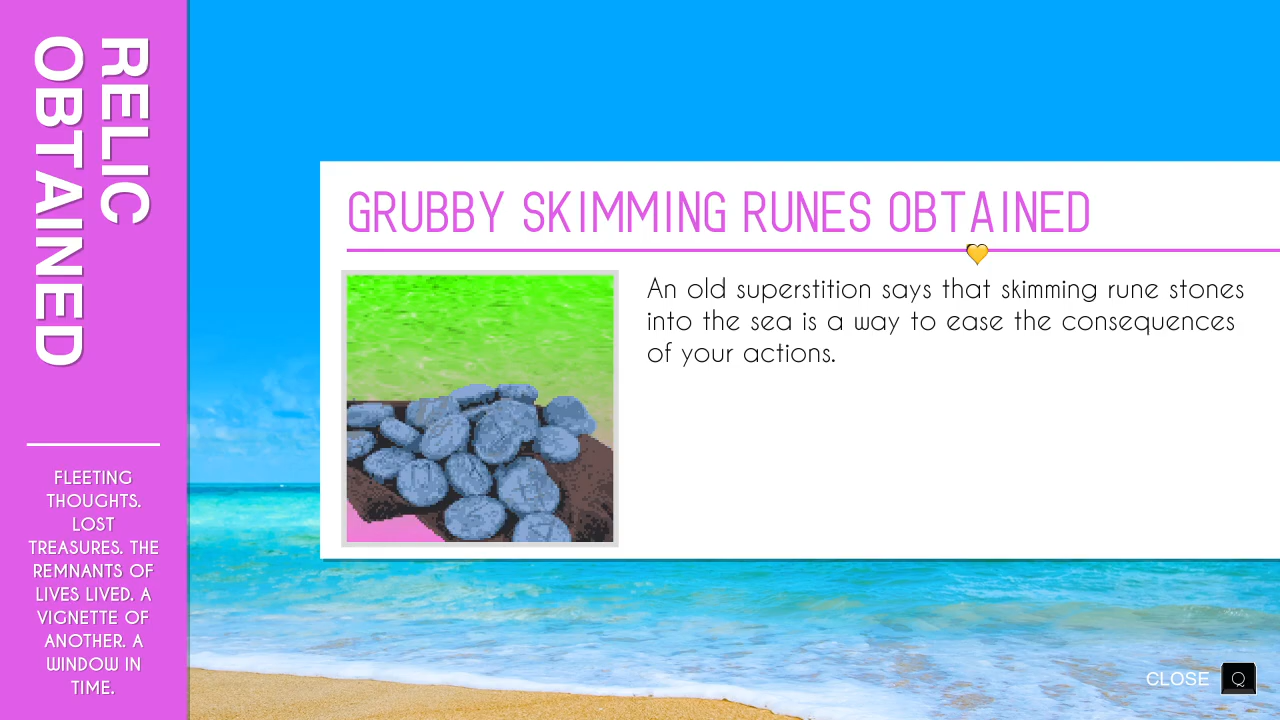 RELIC
OBTAINED
FLEETING
THOUGHTS.
LOST
TREASURES. THE
REMNANTS OF
LIVES LIVED. A
VIGNETTE OF
ANOTHER. A
WINDOW IN
TIME.
GRUBBY SKIMMING RUNES OBTAINED
An old superstition says that skimming rune stones
into the sea is a way to ease the consequences
of your actions.
CLOSE Q